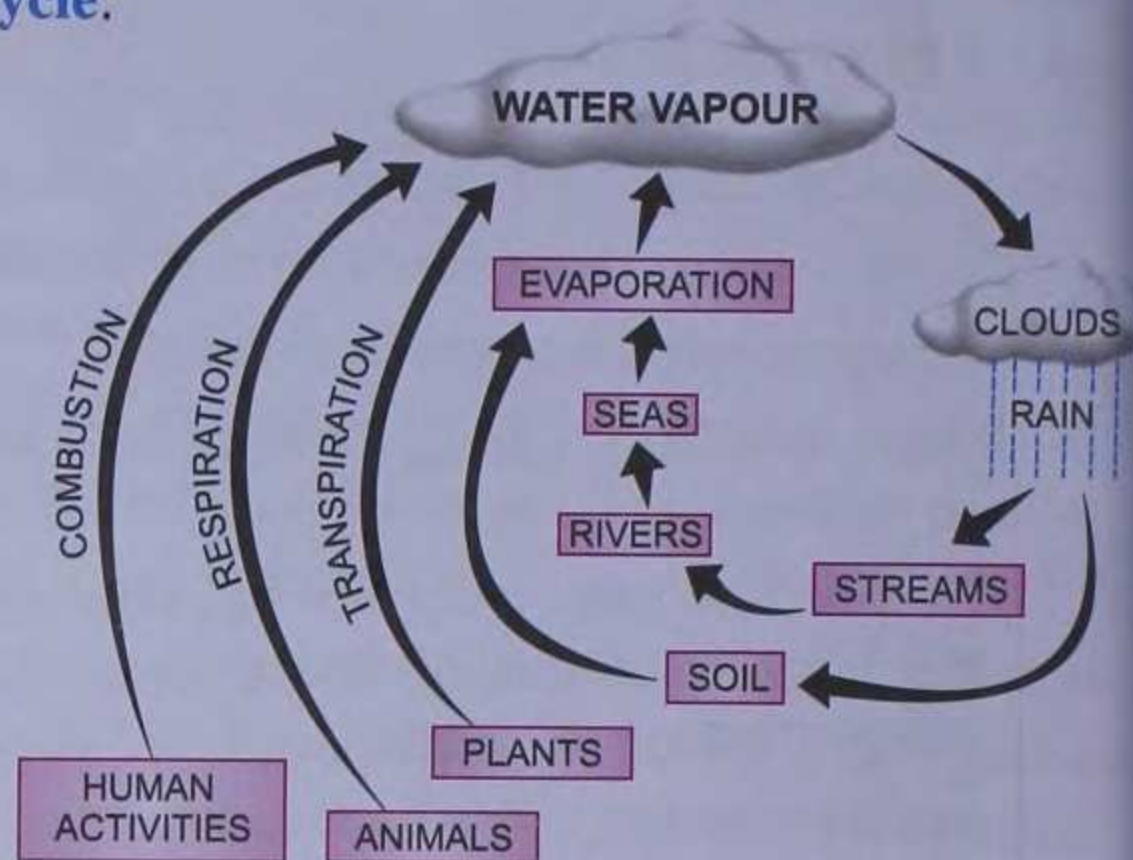 ycle.
WATER VAPOUR
EVAPORATION
CLOUDS
RAIN
SEAS
RIVERS
STREAMS
SOIL
COMBUSTION
RESPIRATION
TRANSPIRATION
PLANTS
HUMAN
ACTIVITIES
ANIMALS